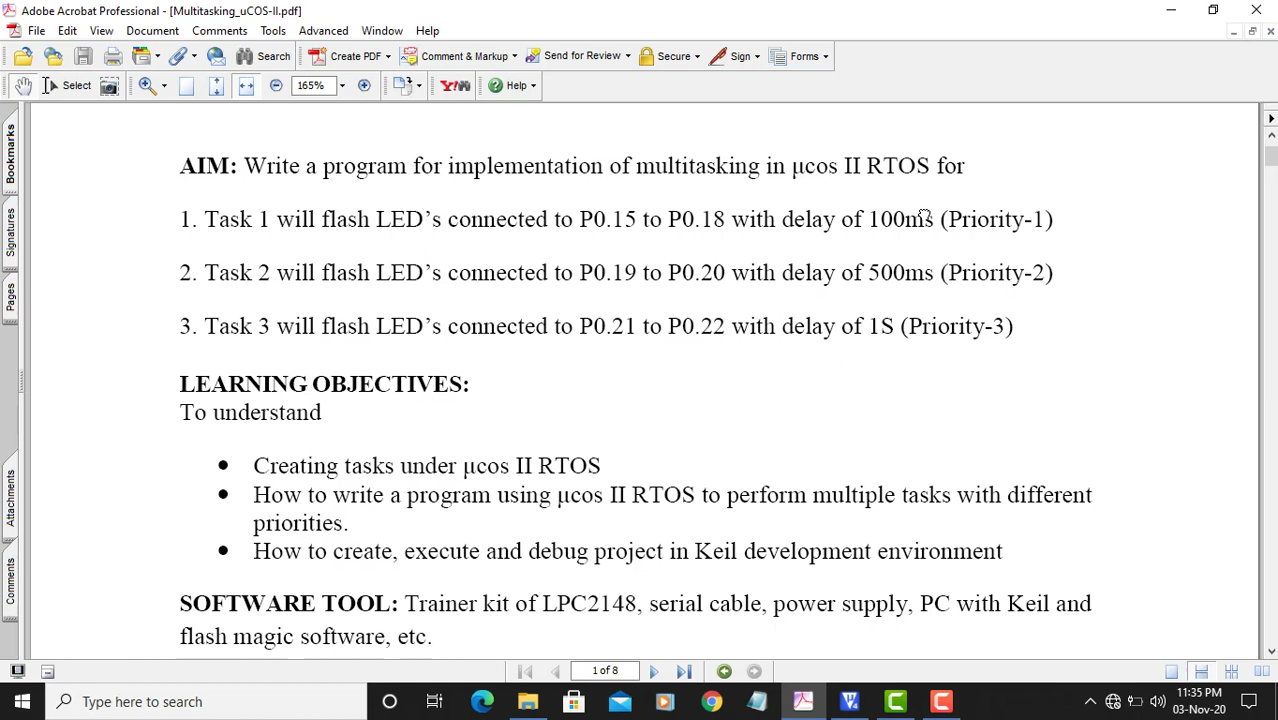 Adobe Acrobat Professional - [Multitasking_uCOS-II.pdf]
File Edit View Document Comments Tools Advanced Window Help
Search Create PDF Comment & Markup Send for Review Secure Sign Forms
Select 165% Y! Help
Bookmarks
Signatures
Pages
Attachments
Comments
AIM: Write a program for implementation of multitasking in µcos II RTOS for
1. Task 1 will flash LED’s connected to P0.15 to P0.18 with delay of 100ms (Priority-1)
2. Task 2 will flash LED’s connected to P0.19 to P0.20 with delay of 500ms (Priority-2)
3. Task 3 will flash LED’s connected to P0.21 to P0.22 with delay of 1S (Priority-3)
LEARNING OBJECTIVES:
To understand
• Creating tasks under µcos II RTOS
• How to write a program using µcos II RTOS to perform multiple tasks with different
priorities.
• How to create, execute and debug project in Keil development environment
SOFTWARE TOOL: Trainer kit of LPC2148, serial cable, power supply, PC with Keil and
flash magic software, etc.
1 of 8
Type here to search
11:35 PM
03-Nov-20